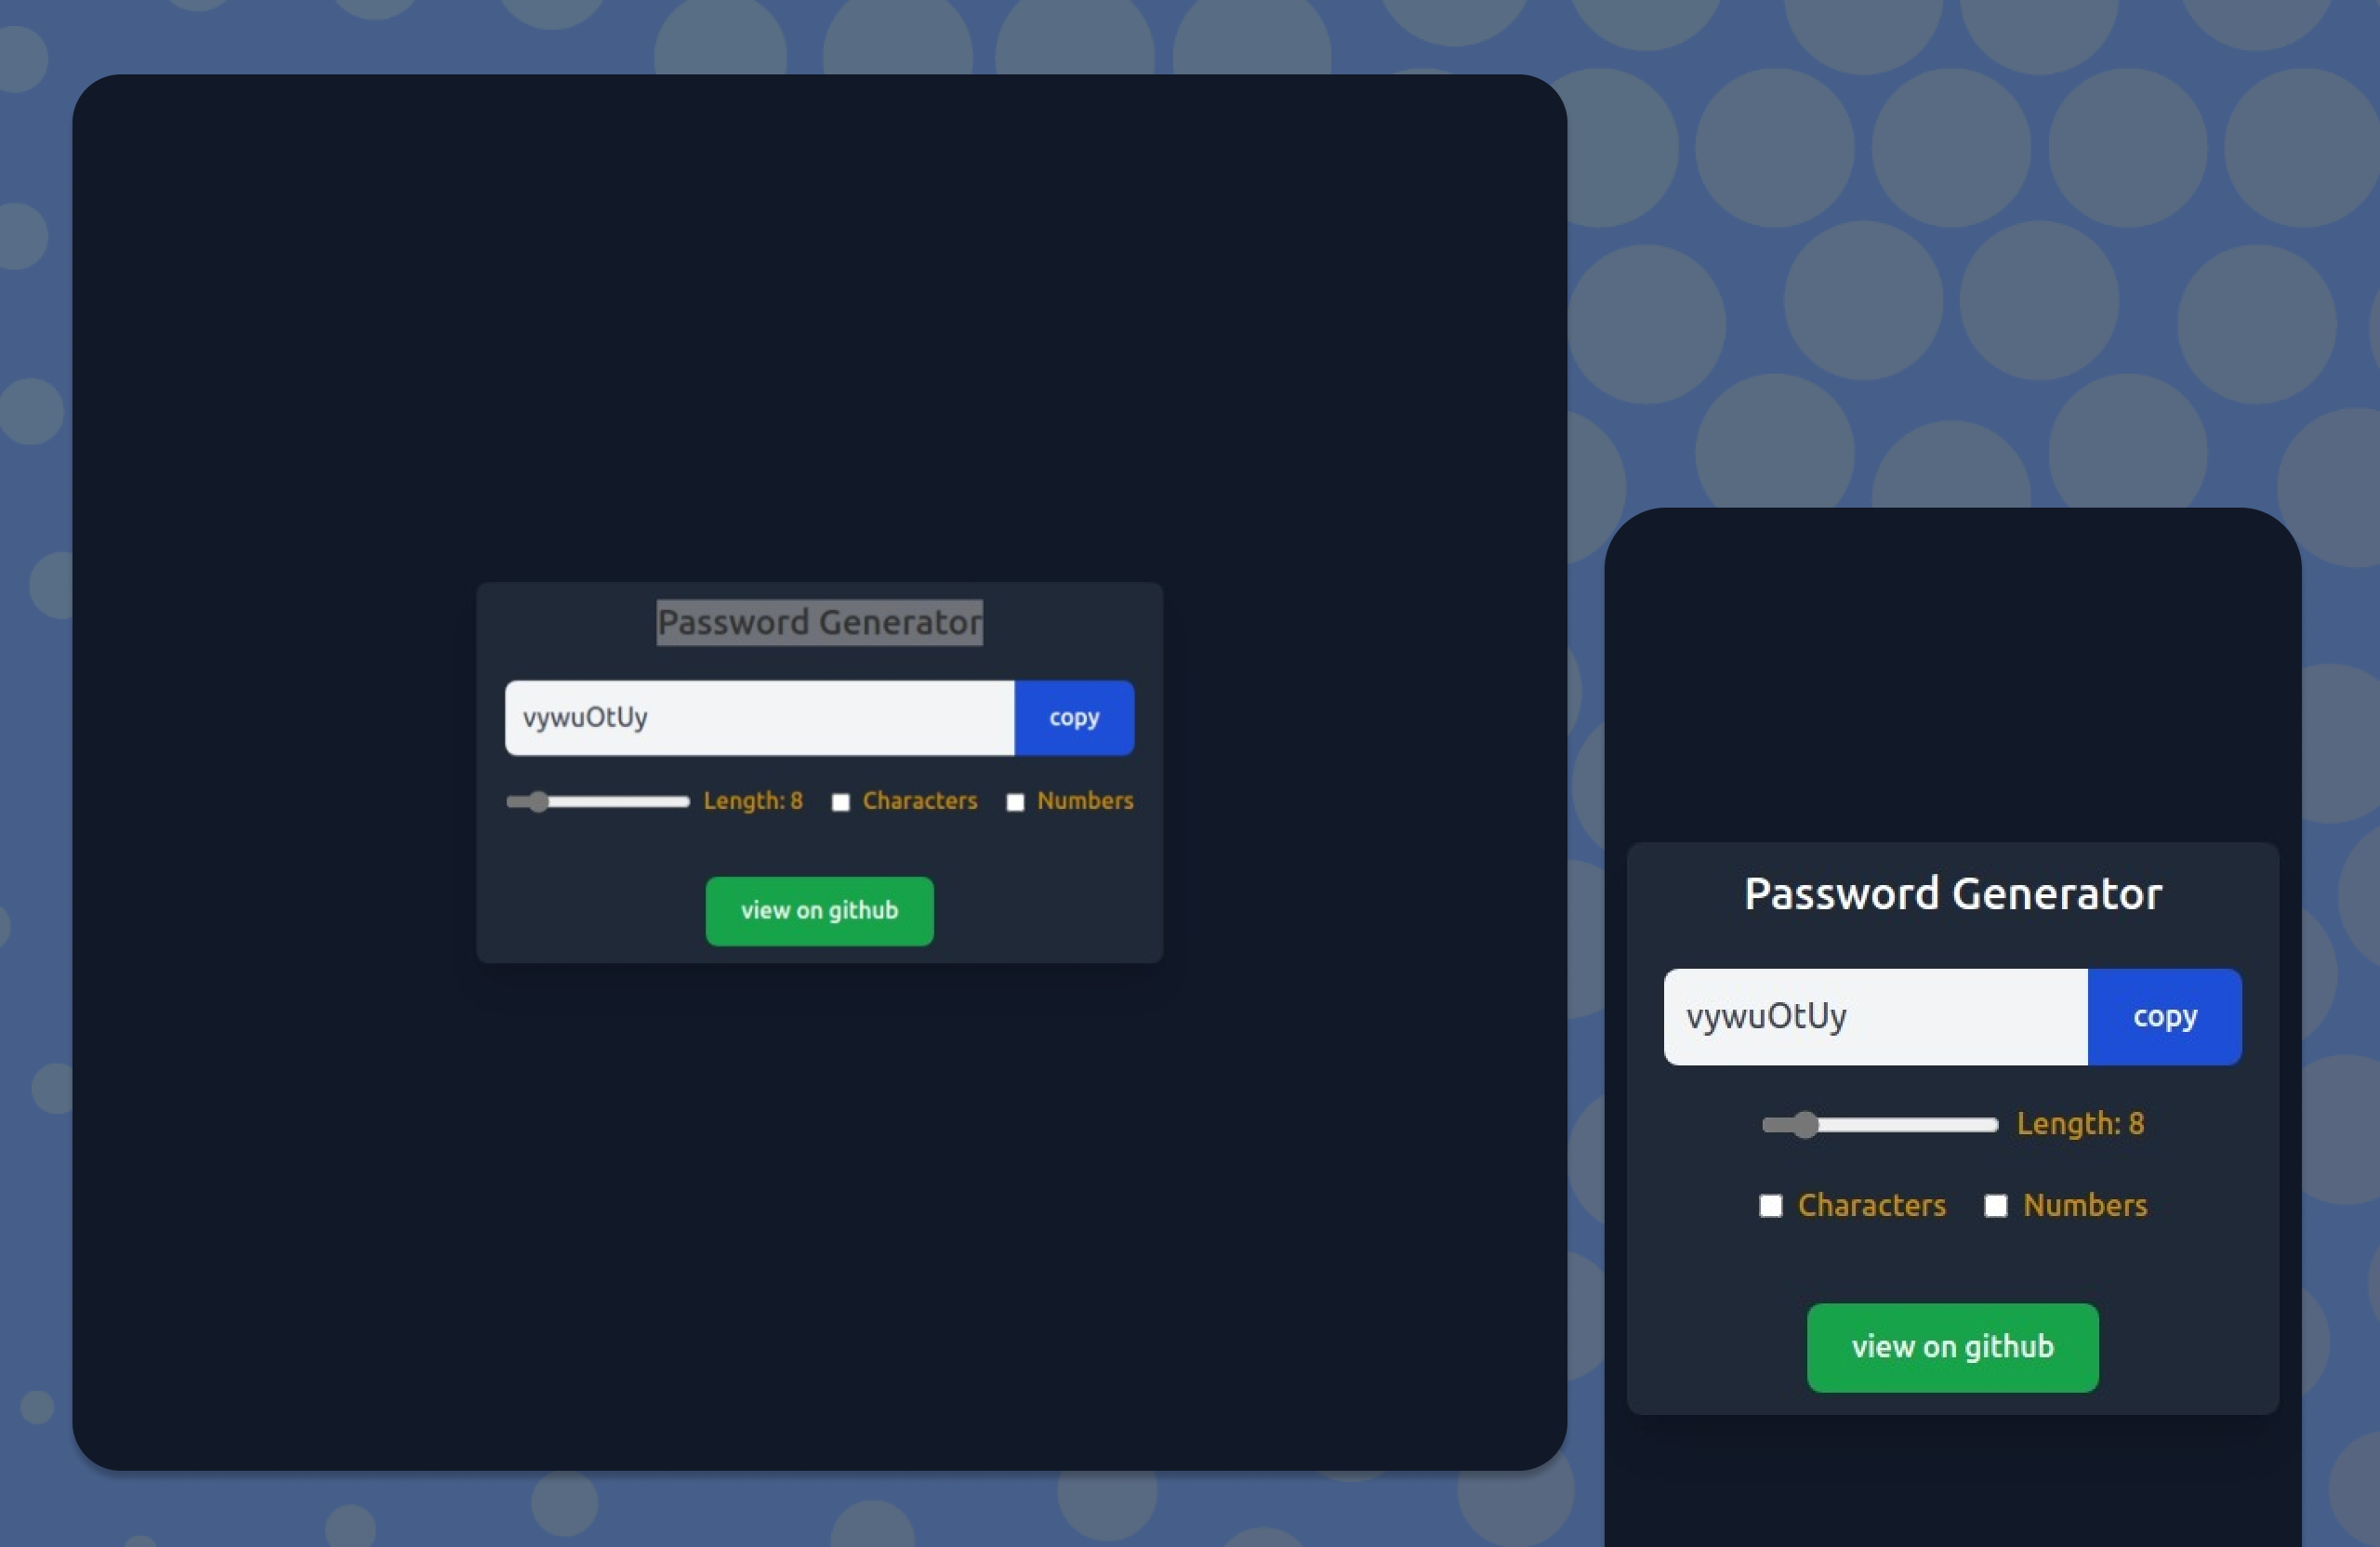 Password Generator
vywuOtUy copy
Length: 8 Characters Numbers
view on github
Password Generator
vywuOtUy copy
Length: 8
Characters Numbers
view on github